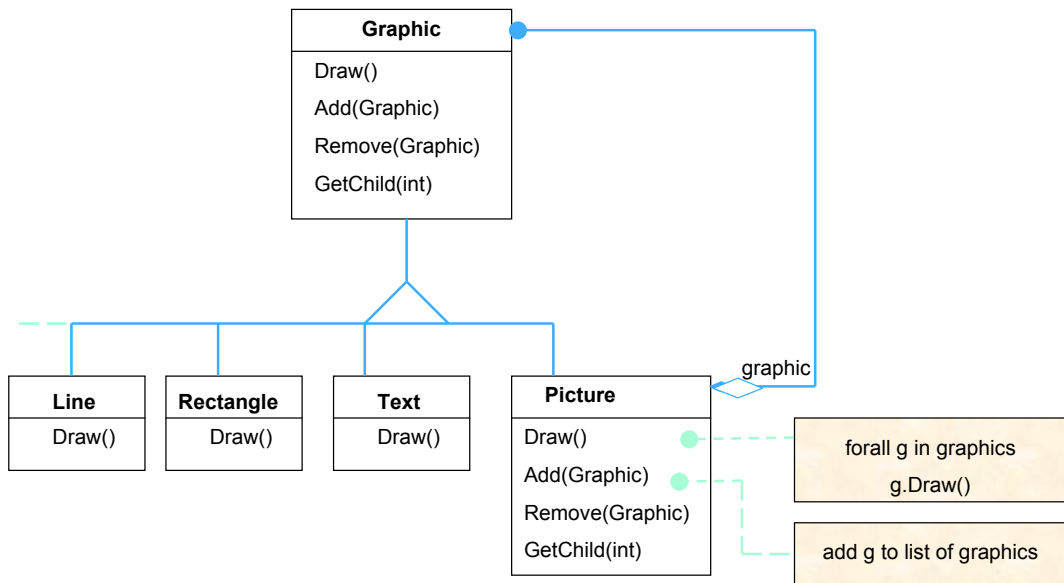 Graphic
Draw()
Add(Graphic)
Remove(Graphic)
GetChild(int)
graphic
Line
Draw()
Rectangle
Draw()
Text
Draw()
Picture
Draw()
Add(Graphic)
Remove(Graphic)
GetChild(int)
forall g in graphics
g.Draw()
add g to list of graphics